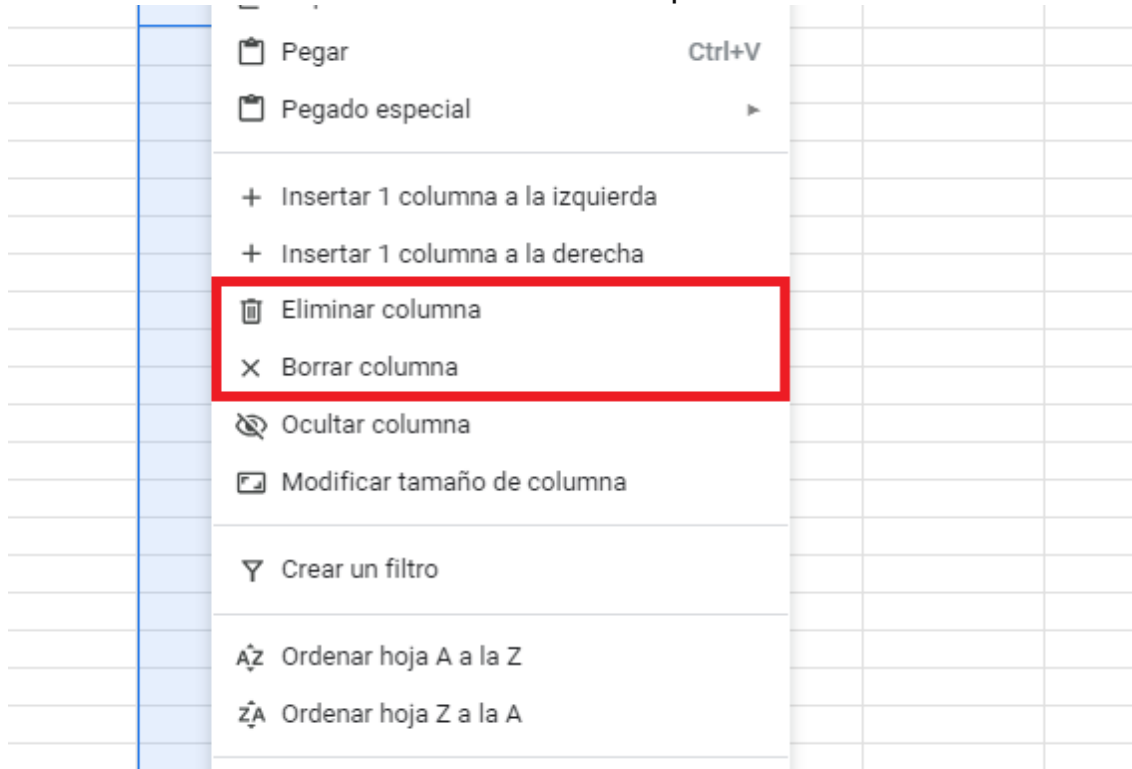 Pegar Ctrl+V
Pegado especial
Insertar 1 columna a la izquierda
Insertar 1 columna a la derecha
Eliminar columna
Borrar columna
Ocultar columna
Modificar tamaño de columna
Crear un filtro
Ordenar hoja A a la Z
Ordenar hoja Z a la A